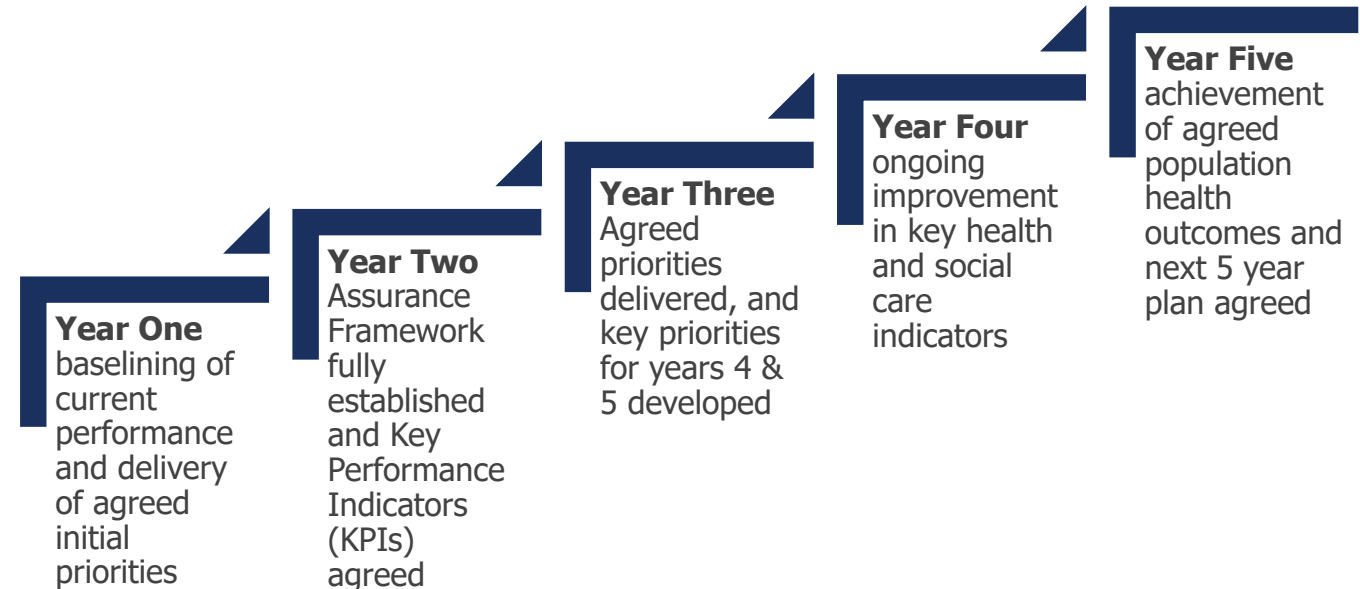 Year One
baselining of
current
performance
and delivery
of agreed
initial
priorities
Year Two
Assurance
Framework
fully
established
and Key
Performance
Indicators
(KPIs)
agreed
Year Three
Agreed
priorities
delivered, and
key priorities
for years 4 &
5 developed
Year Four
ongoing
improvement
in key health
and social
care
indicators
Year Five
achievement
of agreed
population
health
outcomes and
next 5 year
plan agreed